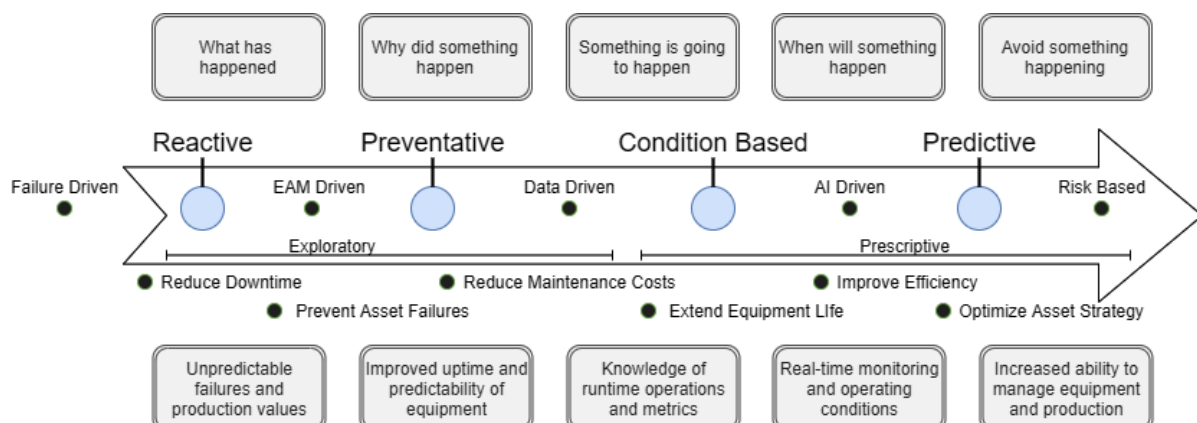 What has
happened
Why did something
happen
Something is going
to happen
When will something
happen
Avoid something
happening
Reactive
Preventative
Condition Based
Predictive
Failure Driven
EAM Driven
Data Driven
AI Driven
Risk Based
Exploratory
Prescriptive
Reduce Downtime
Reduce Maintenance Costs
Improve Efficiency
Prevent Asset Failures
Extend Equipment LIfe
Optimize Asset Strategy
Unpredictable
failures and
production values
Improved uptime and
predictability of
equipment
Knowledge of
runtime operations
and metrics
Real-time monitoring
and operating
conditions
Increased ability to
manage equipment
and production